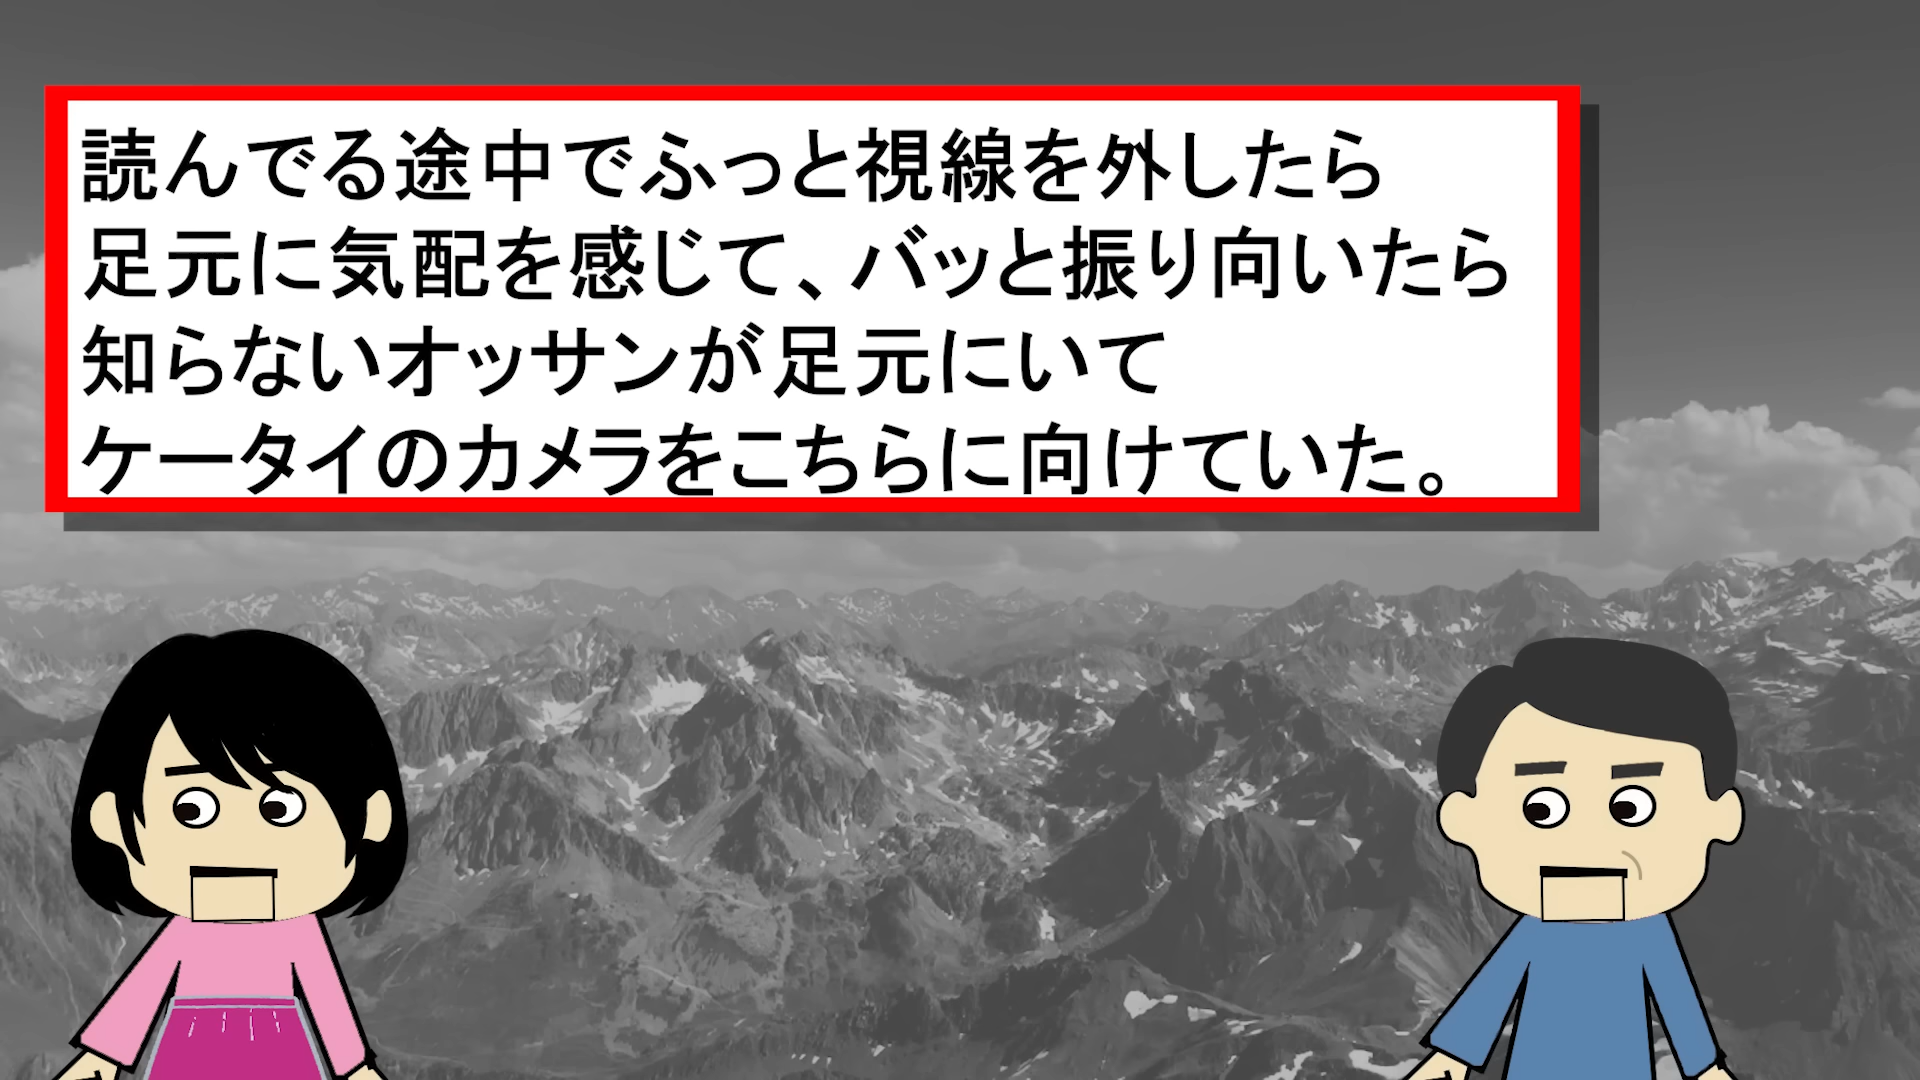 読んでる途中でふっと視線を外したら
足元に気配を感じて、バッと振り向いたら
知らないオッサンが足元にいて
ケータイのカメラをこちらに向けていた。